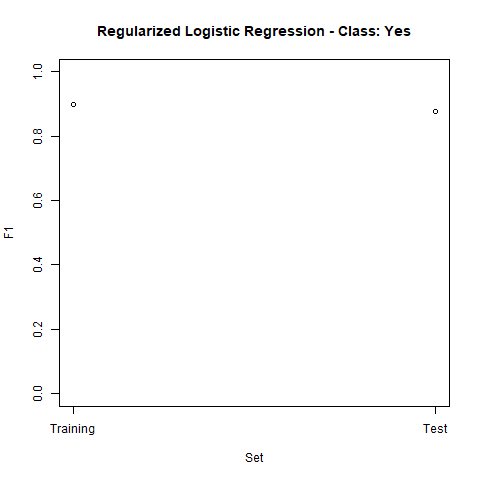 Regularized Logistic Regression - Class: Yes
1.0
0.8
0.6
0.4
0.2
0.0
F1
Training
Test
Set